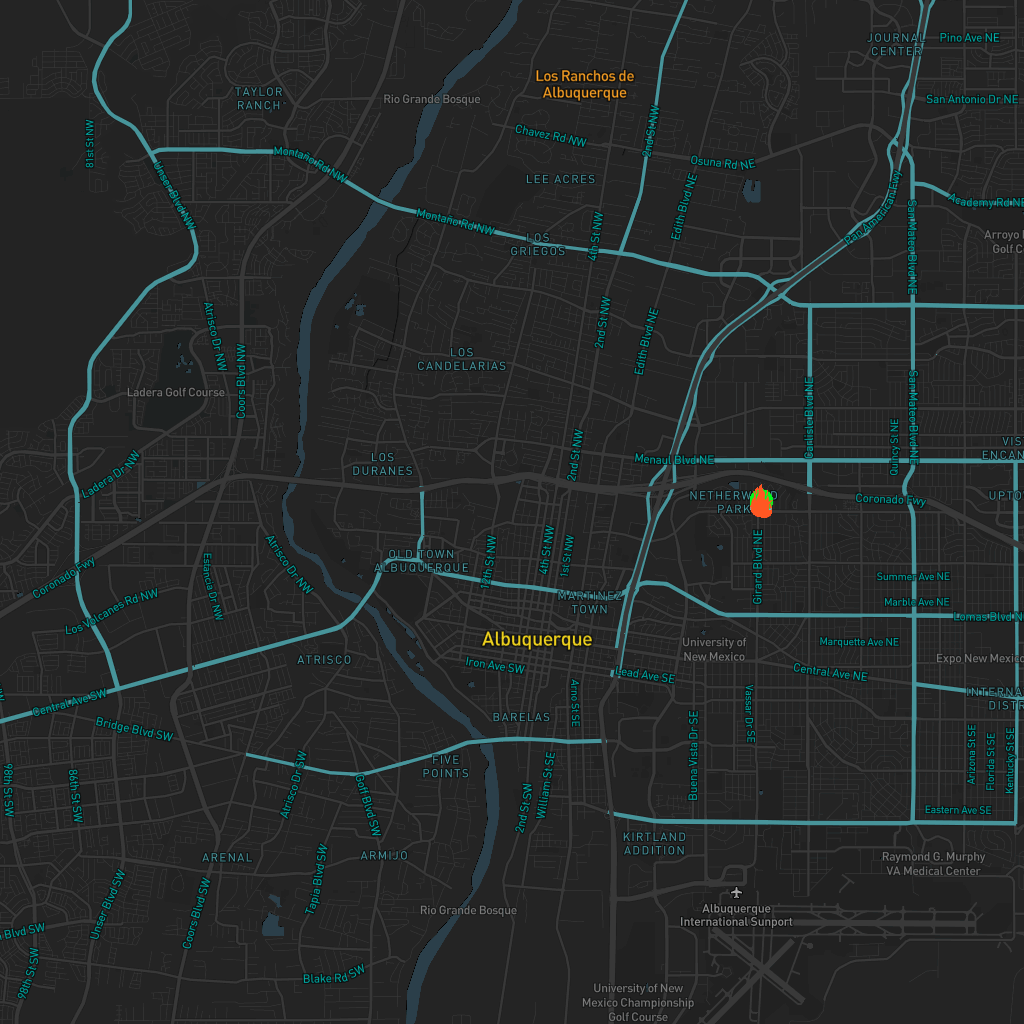 JOURNAL
CENTER
Pino Ave NE
Los Ranchos de
Albuquerque
TAYLOR
RANCH
Rio Grande Bosque
San Antonio Dr NE
81st St NW
Chavez Rd NW
2nd St NW
Montaño Rd NW
Osuna Rd NE
LEE ACRES
Unser Blvd NW
Edith Blvd NE
Pan American Fwy
Academy Rd NE
Montaño Rd NW
4th St NW
San Mateo Blvd NE
LOS
GRIEGOS
Arroyo
Golf C
Atrisco Dr NW
2nd St NW
Edith Blvd NE
LOS
CANDELARIAS
Coors Blvd NW
Ladera Golf Course
Carlisle Blvd NE
San Mateo Blvd NE
Quincy St NE
VIS
ENCAN
LOS
DURANES
2nd St NW
Menaul Blvd NE
Ladera Dr NW
NETHERWOOD
PARK
Coronado Fwy
UPTO
OLD TOWN
ALBUQUERQUE
12th St NW
4th St NW
1st St NW
Girard Blvd NE
Atrisco Dr NW
Estancia Dr NW
Coronado Fwy
Summer Ave NE
Los Volcanes Rd NW
MARTINEZ
TOWN
Marble Ave NE
Lomas Blvd N
Albuquerque
University of
New Mexico
Marquette Ave NE
ATRISCO
Iron Ave SW
Lead Ave SE
Central Ave NE
Expo New Mexico
Central Ave SW
Arno St SE
Vassar Dr SE
INTERNA
DISTR
BARELAS
Bridge Blvd SW
Buena Vista Dr SE
Arizona St SE
Florida St SE
Kentucky St SE
FIVE
POINTS
98th St SW
86th St SW
Atrisco Dr SW
Goff Blvd SW
2nd St SW
William St SE
Eastern Ave SE
KIRTLAND
ADDITION
ARENAL
ARMIJO
Raymond G. Murphy
VA Medical Center
Tapia Blvd SW
Unser Blvd SW
Coors Blvd SW
Rio Grande Bosque
Albuquerque
International Sunport
Blvd SW
98th St SW
Blake Rd SW
University of New
Mexico Championship
Golf Course